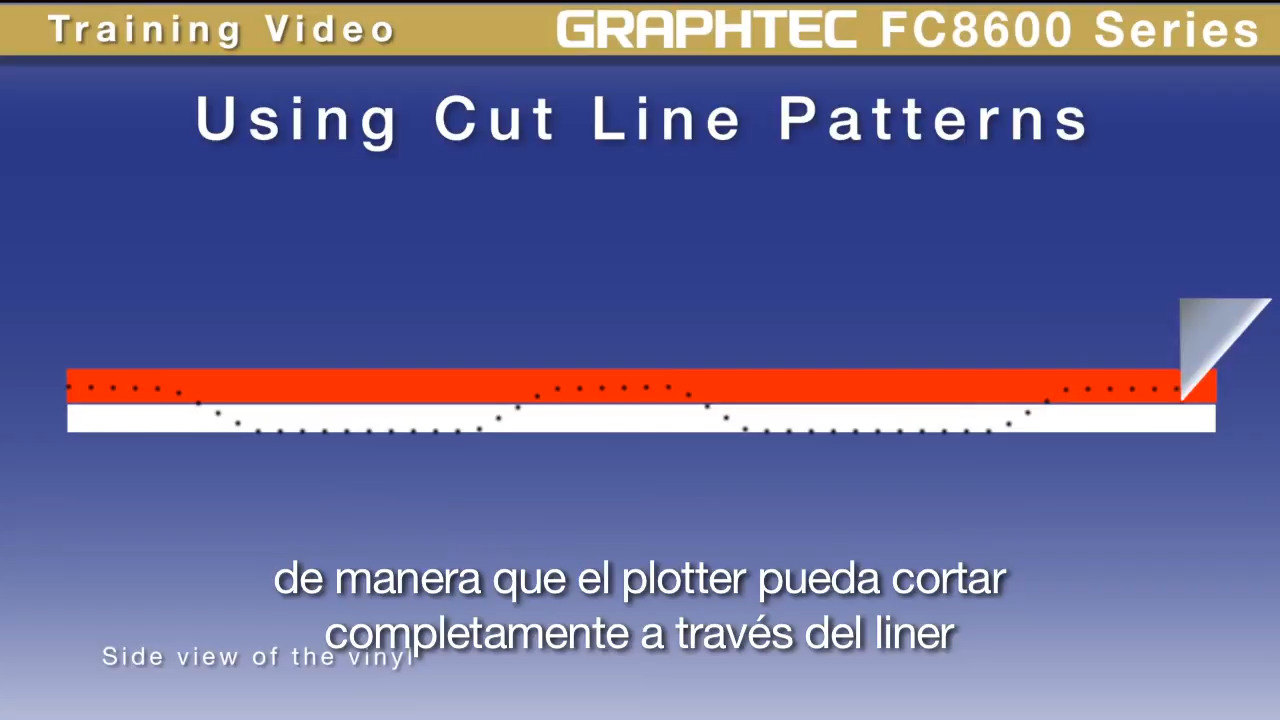 Training Video
GRAPHTEC FC8600 Series
Using Cut Line Patterns
de manera que el plotter pueda cortar
completamente a través del liner
Side view of the vinyl